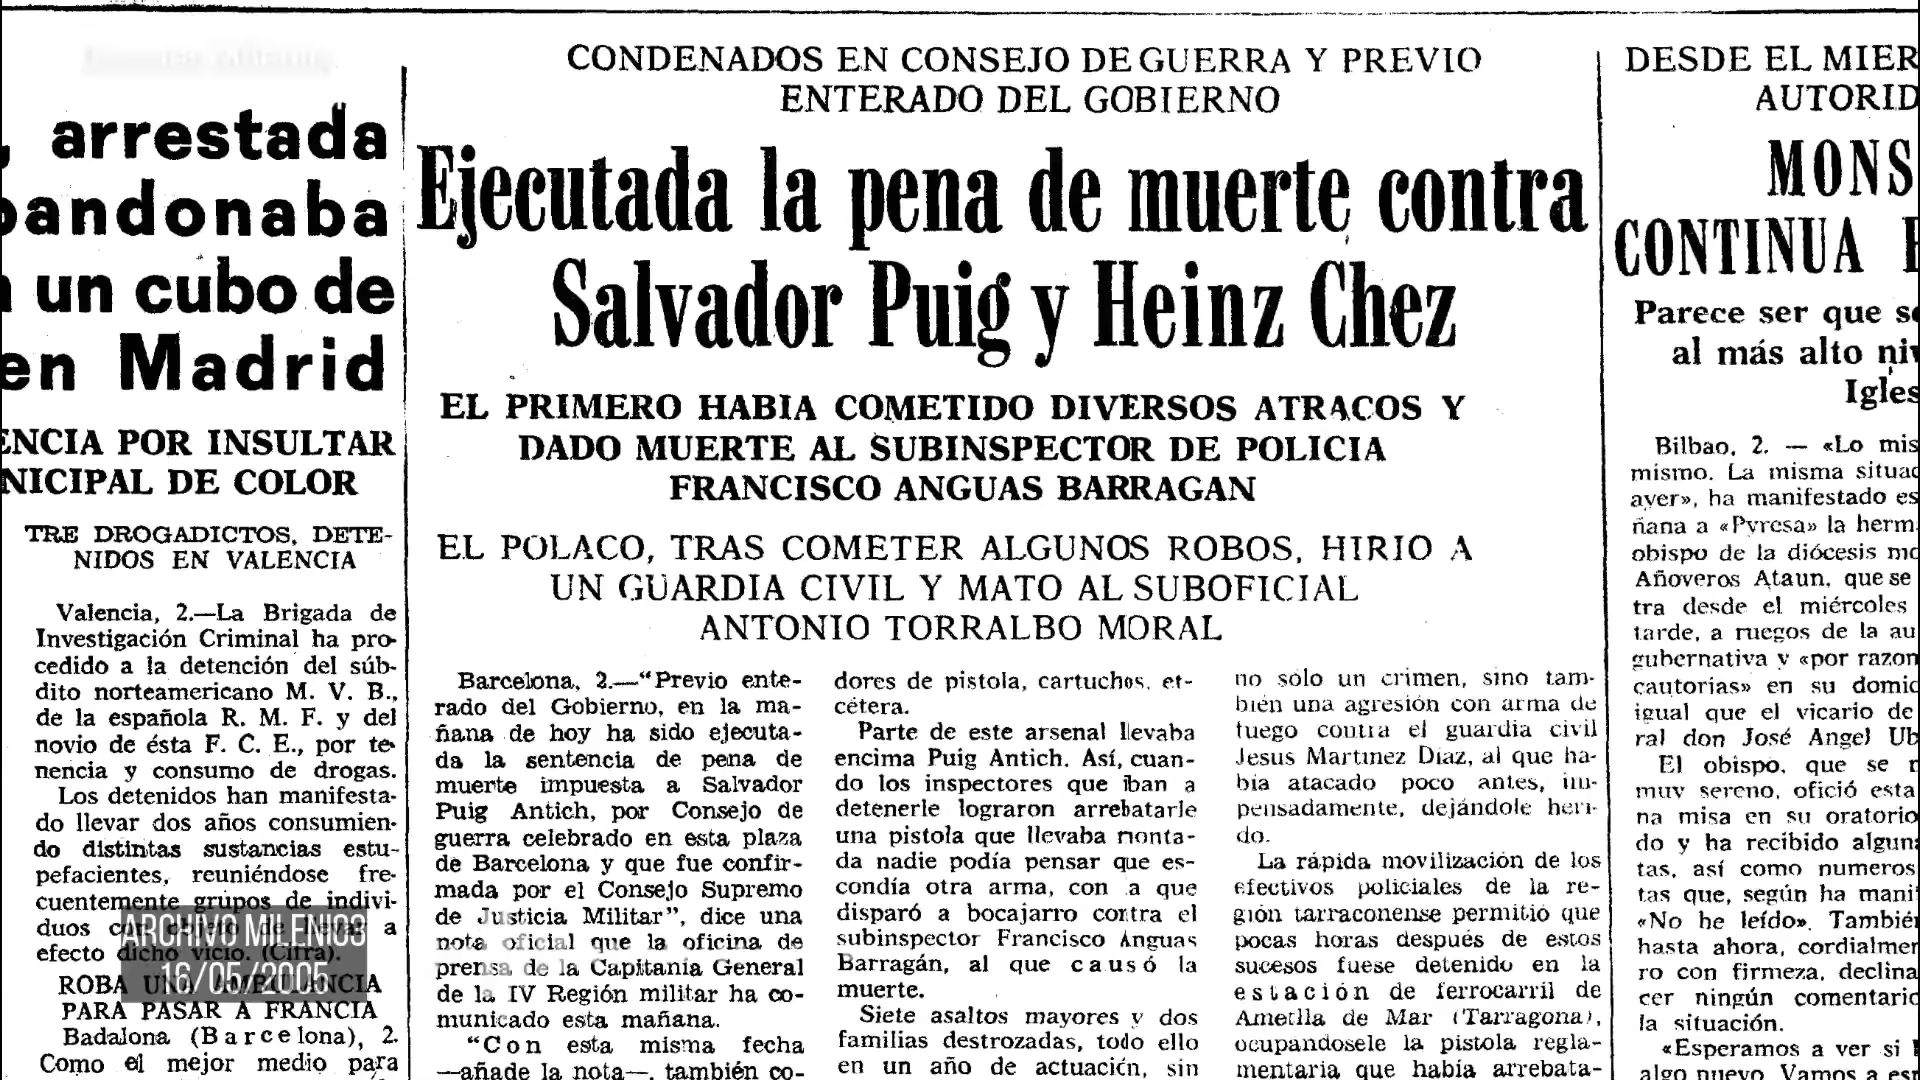 arrestada
bandonaba
un cubo de
en Madrid
ENCIA POR INSULTAR
NICIPAL DE COLOR
TRE DROGADICTOS, DETE-
NIDOS EN VALENCIA
Valencia, 2.—La Brigada de
Investigación Criminal ha pro-
cedido a la detención del súb-
dito norteamericano M. V. B.,
de la española R. M. F. y del
novio de ésta F. C. E., por te-
nencia y consumo de drogas.
Los detenidos han manifesta-
do llevar dos años consumien-
do distintas sustancias estu-
pefacientes, reuniéndose fre-
cuentemente grupos de indivi-
duos con objeto de llevar a
efecto dicho vicio. (Cifra).
ROBA UNA AMBULANCIA
PARA PASAR A FRANCIA
Badalona (Barcelona), 2.
Como el mejor medio para
ARCHIVO MILENIOS
16/05/2005
CONDENADOS EN CONSEJO DE GUERRA Y PREVIO
ENTERADO DEL GOBIERNO
Ejecutada la pena de muerte contra
Salvador Puig y Heinz Chez
EL PRIMERO HABIA COMETIDO DIVERSOS ATRACOS Y
DADO MUERTE AL SUBINSPECTOR DE POLICIA
FRANCISCO ANGUAS BARRAGAN
EL POLACO, TRAS COMETER ALGUNOS ROBOS, HIRIO A
UN GUARDIA CIVIL Y MATO AL SUBOFICIAL
ANTONIO TORRALBO MORAL
Barcelona, 2.—"Previo ente-
rado del Gobierno, en la ma-
ñana de hoy ha sido ejecuta-
da la sentencia de pena de
muerte impuesta a Salvador
Puig Antich, por Consejo de
guerra celebrado en esta plaza
de Barcelona y que fue confir-
mada por el Consejo Supremo
de Justicia Militar", dice una
nota oficial que la oficina de
prensa de la Capitanía General
de la IV Región militar ha co-
municado esta mañana.
"Con esta misma fecha
—añade la nota—, también co-
dores de pistola, cartuchos, et-
cétera.
Parte de este arsenal llevaba
encima Puig Antich. Así, cuan-
do los inspectores que iban a
detenerle lograron arrebatarle
una pistola que llevaba monta-
da nadie podía pensar que es-
condía otra arma, con la que
disparó a bocajarro contra el
subinspector Francisco Anguas
Barragán, al que causó la
muerte.
Siete asaltos mayores y dos
familias destrozadas, todo ello
en un año de actuación, sin
no sólo un crimen, sino tam-
bién una agresión con arma de
fuego contra el guardia civil
Jesús Martínez Díaz, al que ha-
bía atacado poco antes, im-
pensadamente, dejándole heri-
do.
La rápida movilización de los
efectivos policiales de la re-
gión tarraconense permitió que
pocas horas después de estos
sucesos fuese detenido en la
estación de ferrocarril de
Ametlla de Mar (Tarragona),
ocupandosele la pistola regla-
mentaria que había arrebata-
DESDE EL MIER
AUTORID
MONS
CONTINUA
Parece ser que s
al más alto niv
Igles
Bilbao, 2. — «Lo mis
mismo. La misma situac
ayer», ha manifestado es
ñana a «Pyresa» la herm
obispo de la diócesis mo
Añoveros Ataun, que se
tra desde el miércoles
tarde, a ruegos de la au
gubernativa y «por razon
cautorias» en su domic
igual que el vicario de
ral don José Angel Ub
El obispo, que se
muy sereno, ofició esta
na misa en su oratorio
do y ha recibido alguna
tas, así como numeros
tas que, según ha mani
«No he leído». También
hasta ahora, cordialmen
ro con firmeza, declina
cer ningún comentario
la situación.
«Esperamos a ver si
algo nuevo. Vamos a es